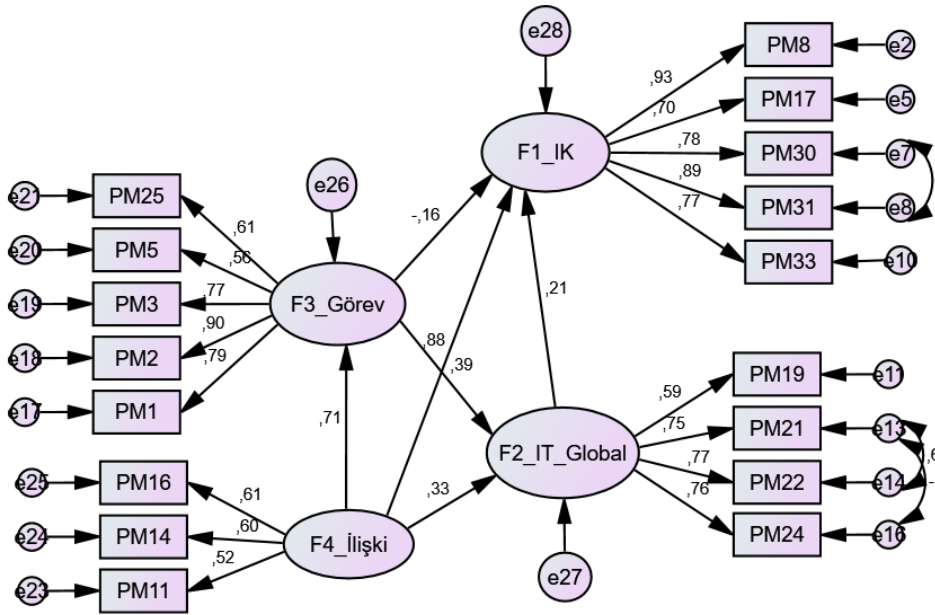 e28
PM8
e2
,93
,70
PM17
e5
F1_IK
,78
PM30
e7
,89
PM31
e8
,77
PM33
e10
e26
e21
PM25
,61
e20
PM5
,56
-,16
e19
PM3
,77
F3_Görev
,21
e18
PM2
,90
,79
,88
,39
e17
PM1
,71
PM19
e11
,59
,75
PM21
e13
,6
F2_IT_Global
,77
PM22
e14
-
,76
PM24
e16
e25
PM16
,61
,33
e24
PM14
,60
F4_İlişki
,52
e23
PM11
e27